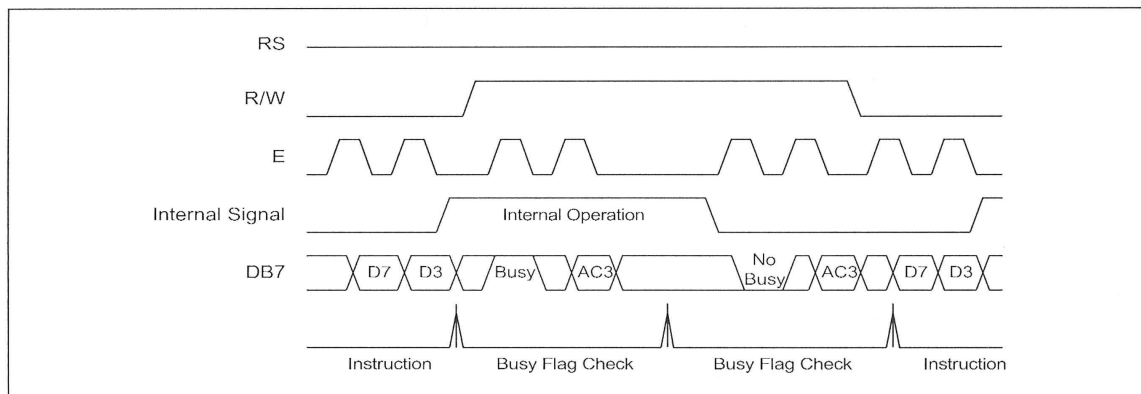 RS
R/W
E
Internal Signal
Internal Operation
DB7
D7
D3
Busy
AC3
No
Busy
AC3
D7
D3
Instruction
Busy Flag Check
Busy Flag Check
Instruction